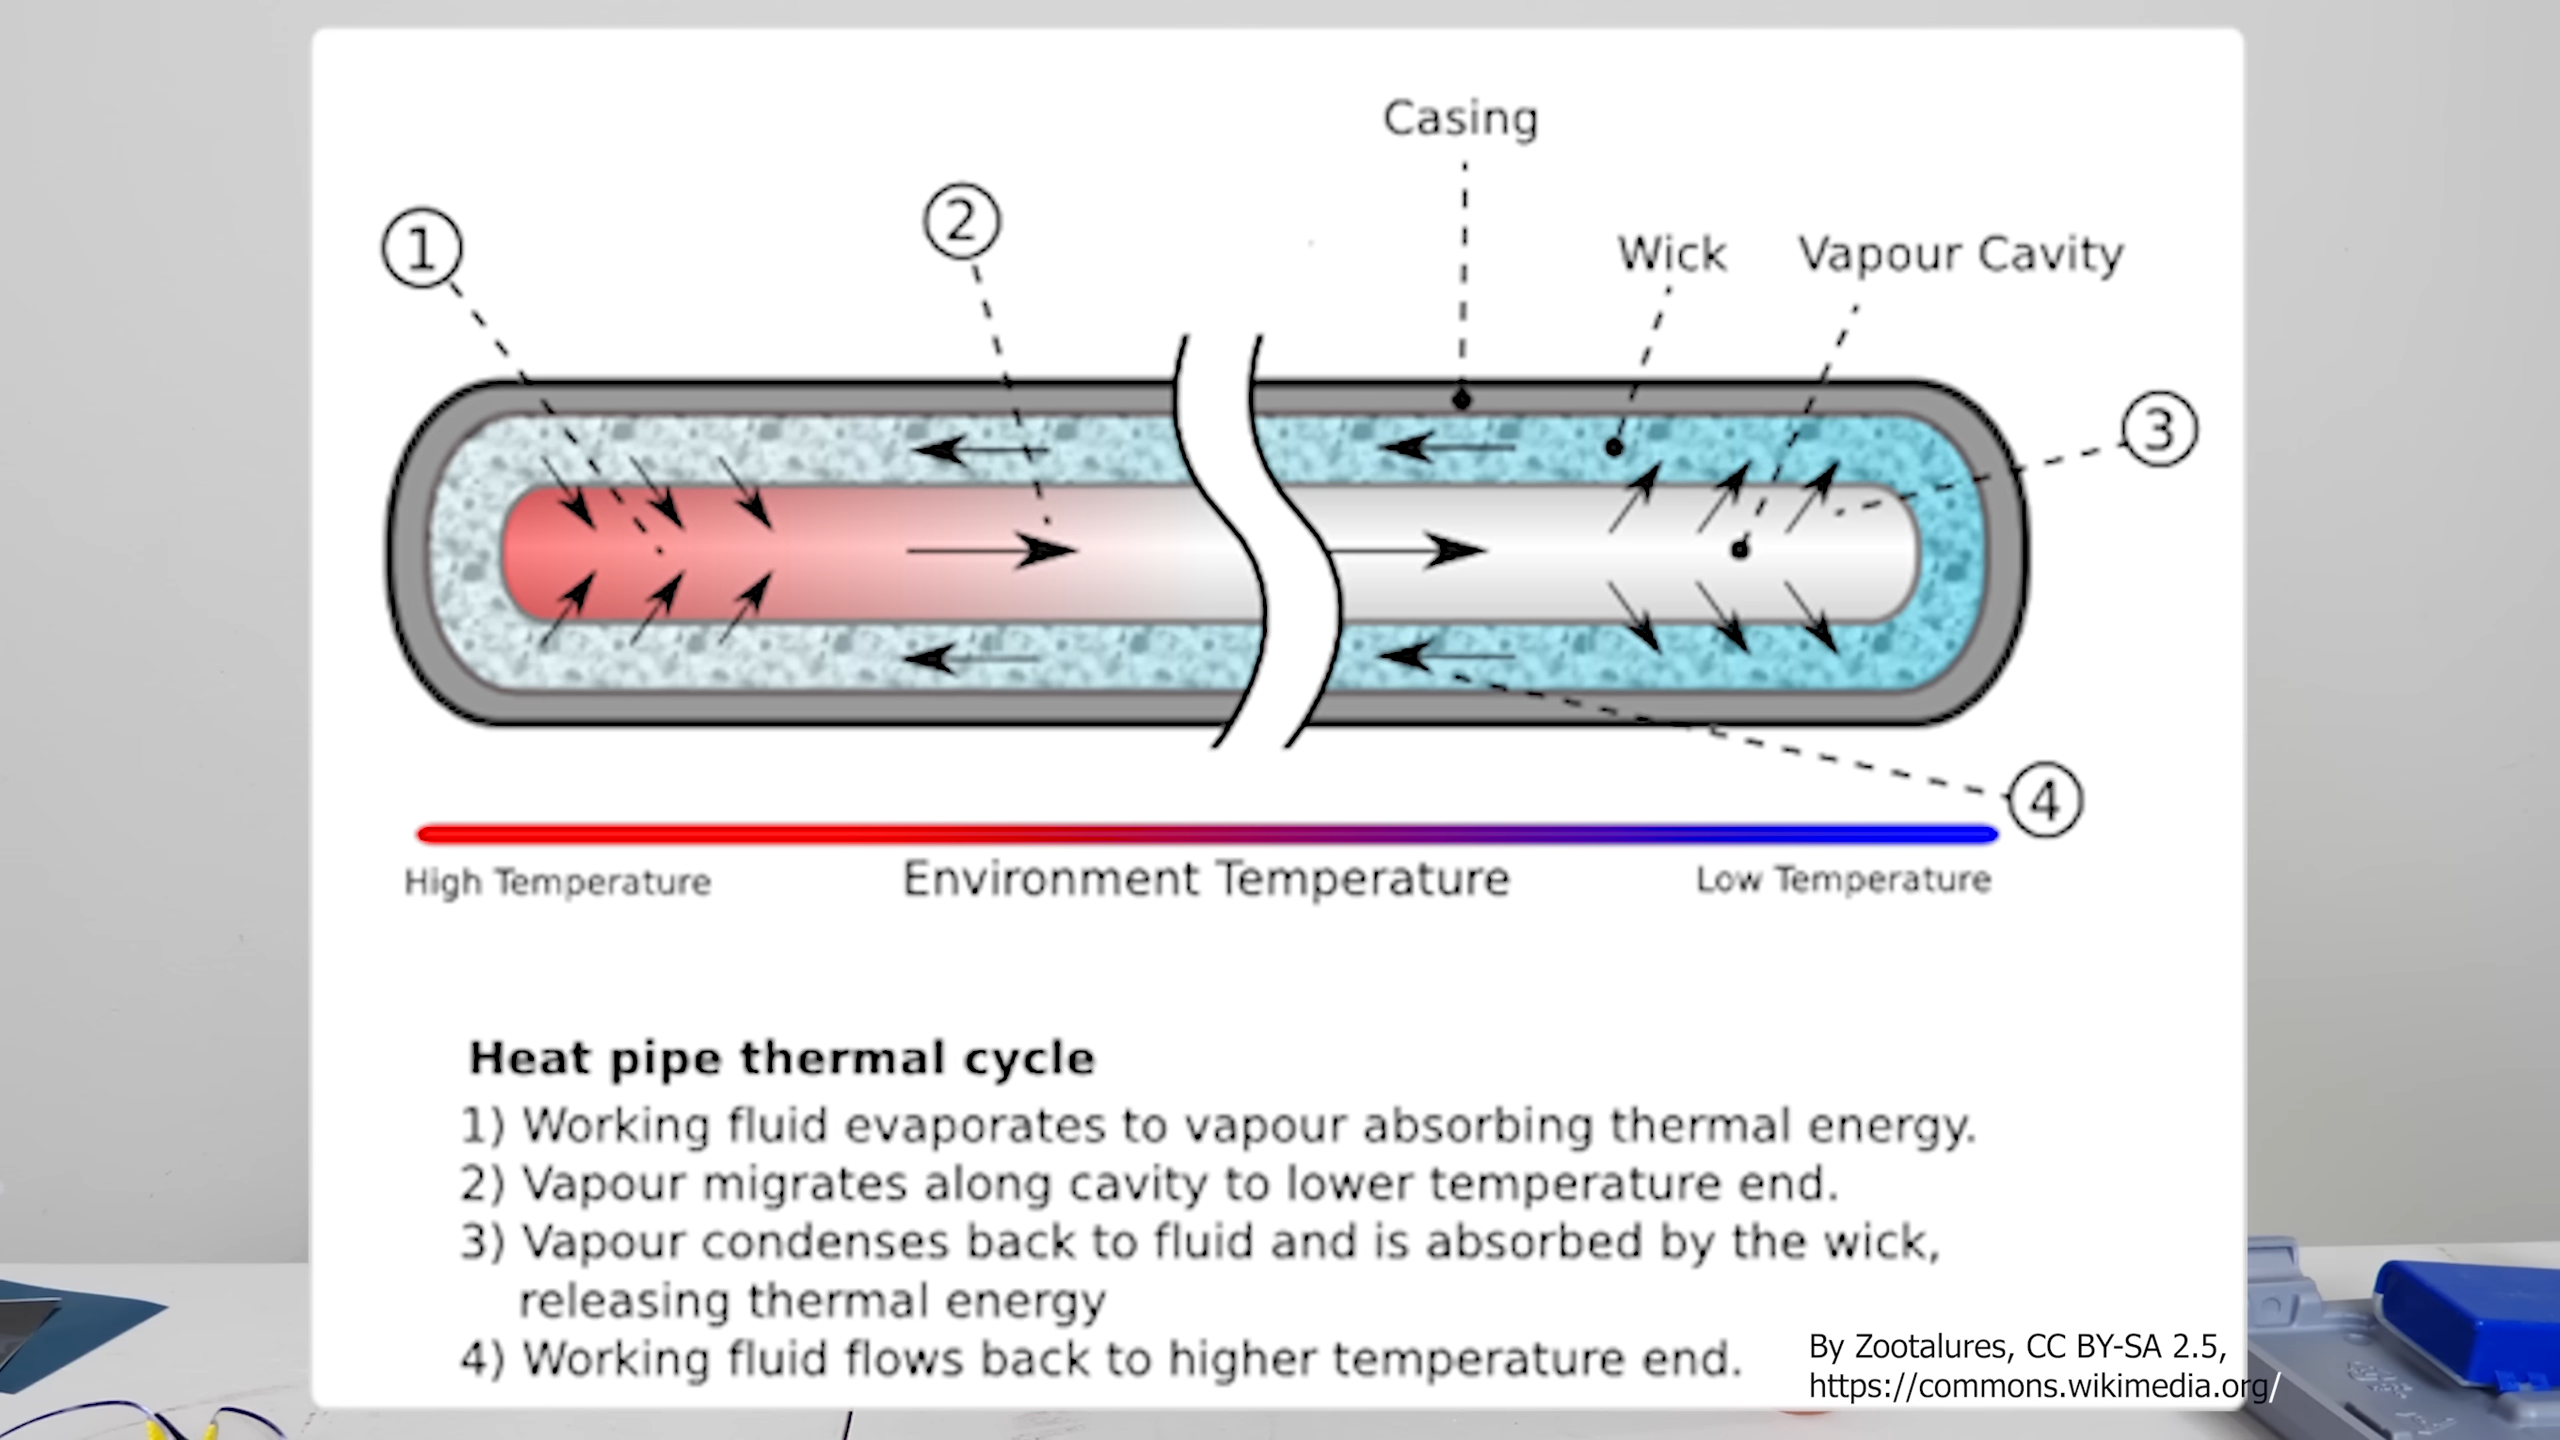 Casing
1
2
Wick
Vapour Cavity
3
4
High Temperature
Environment Temperature
Low Temperature
Heat pipe thermal cycle
1) Working fluid evaporates to vapour absorbing thermal energy.
2) Vapour migrates along cavity to lower temperature end.
3) Vapour condenses back to fluid and is absorbed by the wick,
releasing thermal energy
4) Working fluid flows back to higher temperature end.
By Zootalures, CC BY-SA 2.5,
https://commons.wikimedia.org/